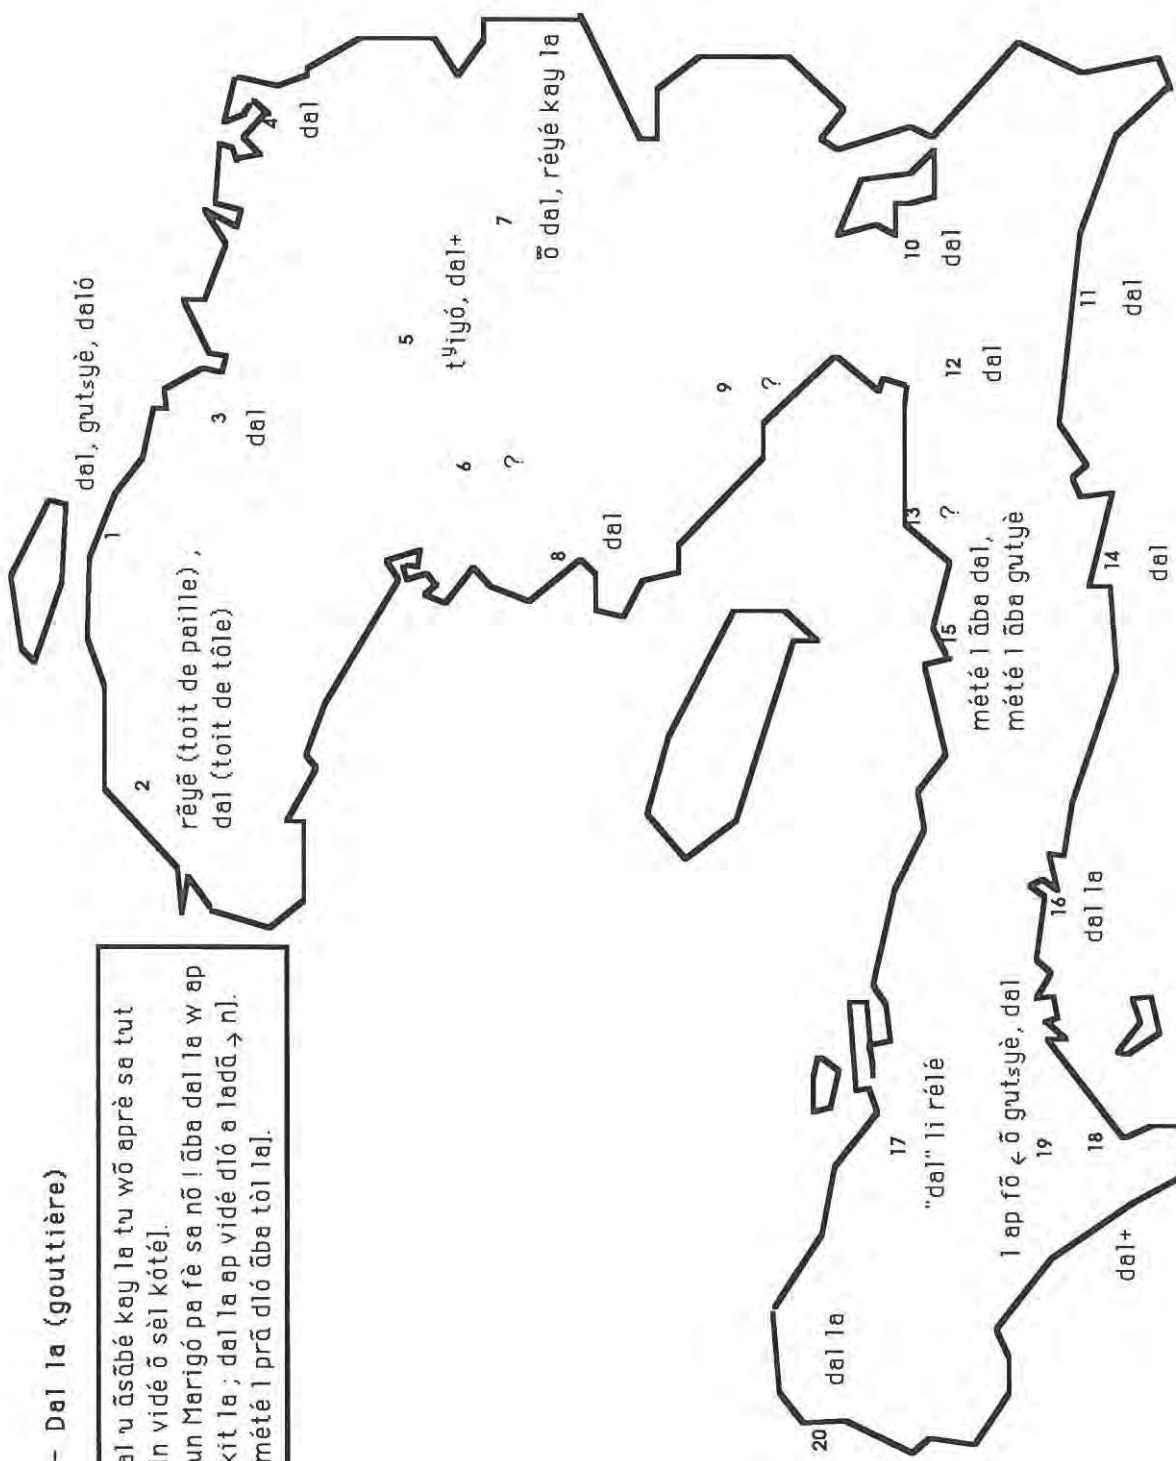 - Dal la (gouttière)
al u ãsãbé kay la tu wõ aprè sa tut
n vidé õ sèl kóté].
un Marigó pa fè sa nõ ! ãba dal la w ap
kit la ; dal la ap vidé dló a ladã → n].
mété l prã dló ãba tòl la].
dal, gutsyè, daló
1
2
rẽyẽ (toit de paille),
dal (toit de tôle)
3
dal
4
dal
5
tʸiyó, dal+
6
?
7
õ dal, réyé kay la
8
dal
9
?
10
dal
11
dal
12
dal
13
?
14
dal
15
mété l ãba dal,
mété l ãba gutyè
16
dal la
17
"dal" li rélé
l ap fõ ← õ gutsyè, dal
19
18
dal+
20
dal la